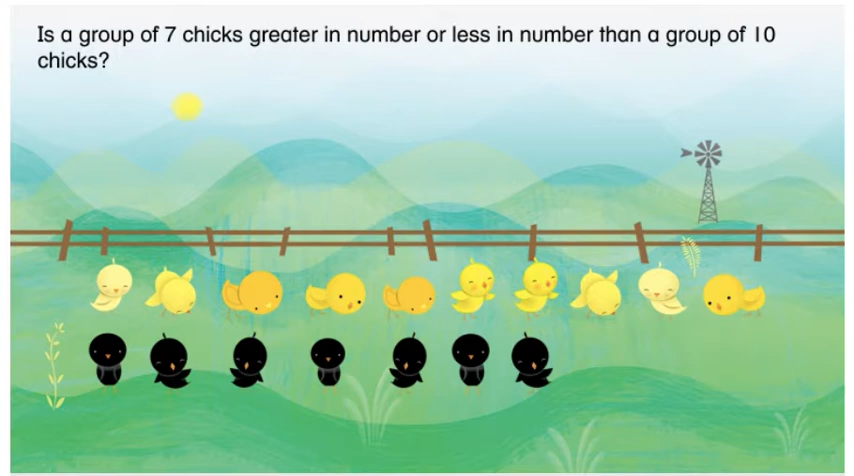 Is a group of 7 chicks greater in number or less in number than a group of 10
chicks?